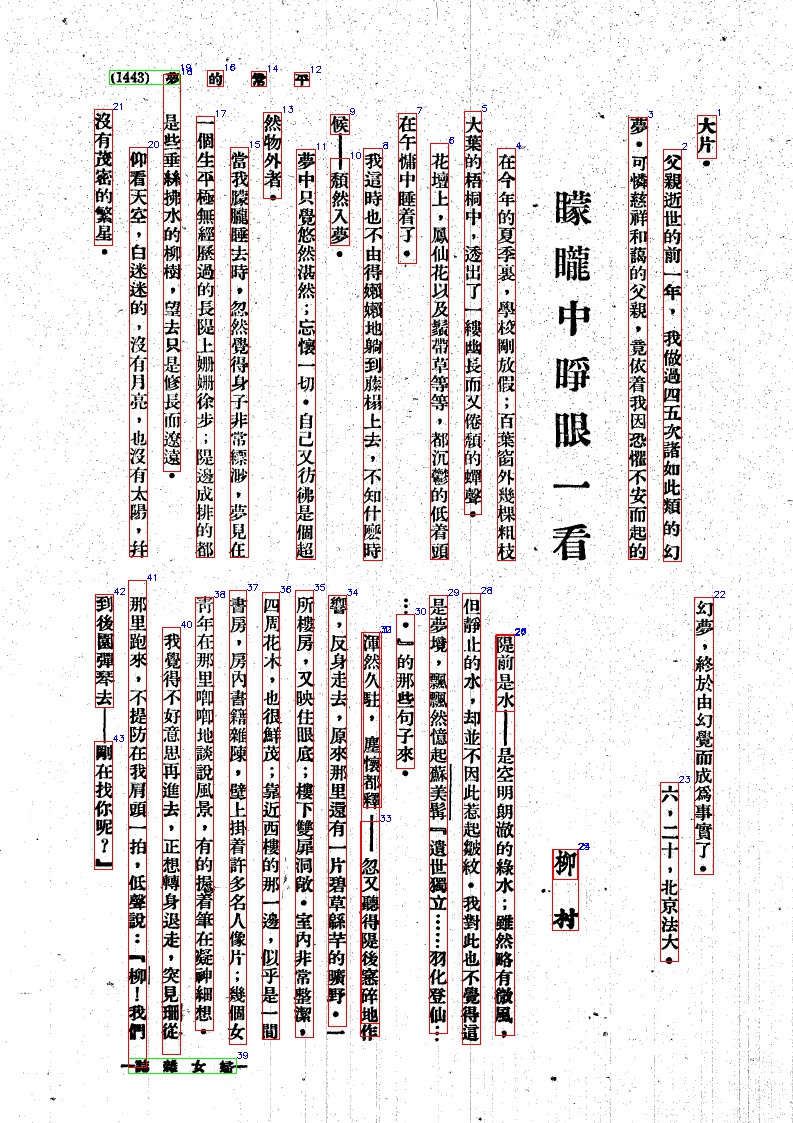 平常的夢 (1443)
大片。
父親逝世的前一年，我做過四五次諸如此類的幻
夢。可憐慈祥和藹的父親，竟依着我因恐懼不安而起的
幻夢，終於由幻覺而成爲事實了。
六，二十，北京法大。
矇矓中睜眼一看
柳村
在今年的夏季裏，學校剛放假；百葉窗外幾棵粗枝
大葉的梧桐中，透出了一縷幽長而又倦頹的蟬聲。
花壇上，鳳仙花以及鬚帶草等等，都沉鬱的低着頭
在午慵中睡着了。
我這時也不由得嬾嬾地躺到藤榻上去，不知什麽時
候——頹然入夢。
夢中只覺悠然湛然；忘懷一切。自己又彷彿是個超
然物外者。
當我朦朧睡去時，忽然覺得身子非常縹渺，夢見在
一個生平極無經歷過的長隄上姍姍徐步；隄邊成排的都
是些垂絲拂水的柳樹，望去只是修長而遼遠。
仰看天空，白迷迷的，沒有月亮，也沒有太陽，幷
沒有茂密的繁星。
隄前是水——是空明朗澈的綠水；雖然略有微風，
但靜止的水，却並不因此惹起皺紋。我對此也不覺得這
是夢境，飄飄然憶起蘇美髯『遺世獨立……羽化登仙…
…。』的那些句子來。
渾然久駐，塵懷都釋——忽又聽得隄後窸碎地作
響，反身走去，原來那里還有一片碧草緜芊的曠野。一
所樓房，又映住眼底；樓下雙扉洞敞。室內非常整潔，
四周花木，也很鮮茂；靠近西樓的那一邊，似乎是一間
書房，房內書籍雜陳，壁上掛着許多名人像片；幾個女
靑年在那里唧唧地談說風景，有的提着筆在凝神細想。
我覺得不好意思再進去，正想轉身退走，突見珊從
那里跑來，不提防在我肩頭一拍，低聲說：『柳！我們
到後園彈琴去——剛在找你呢？』
婦女雜誌